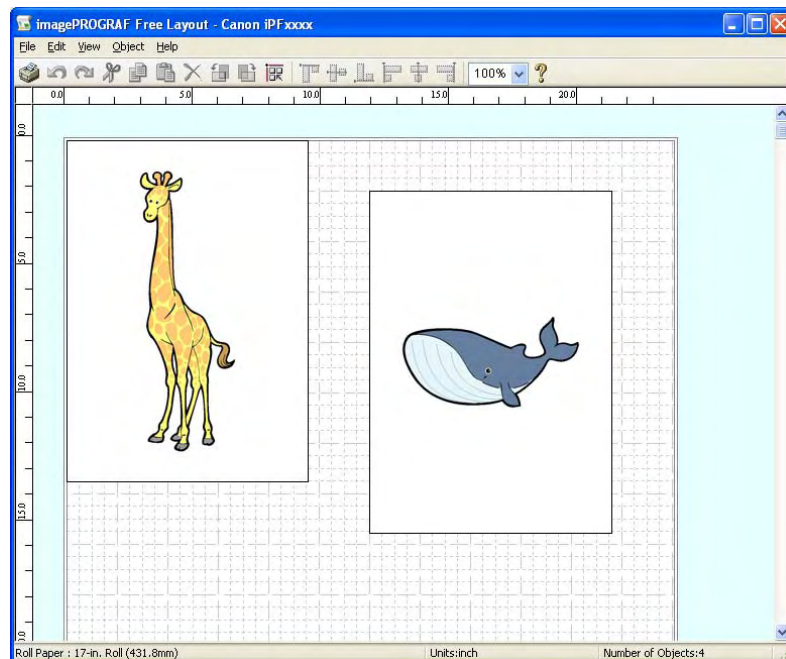 imagePROGRAF Free Layout - Canon iPFxxxx
File Edit View Object Help
100% ?
0.0 5.0 10.0 15.0 20.0
0.0
5.0
10.0
15.0
0.0
Roll Paper : 17-in. Roll (431.8mm) Units:inch Number of Objects:4